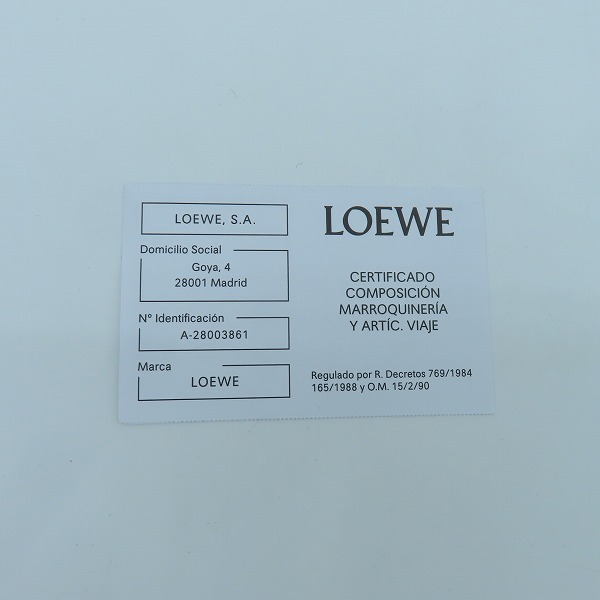 LOEWE, S.A.
Domicilio Social
Goya, 4
28001 Madrid
Nº Identificación
A-28003861
Marca
LOEWE
LOEWE
CERTIFICADO
COMPOSICIÓN
MARROQUINERÍA
Y ARTÍC. VIAJE
Regulado por R. Decretos 769/1984
165/1988 y O.M. 15/2/90